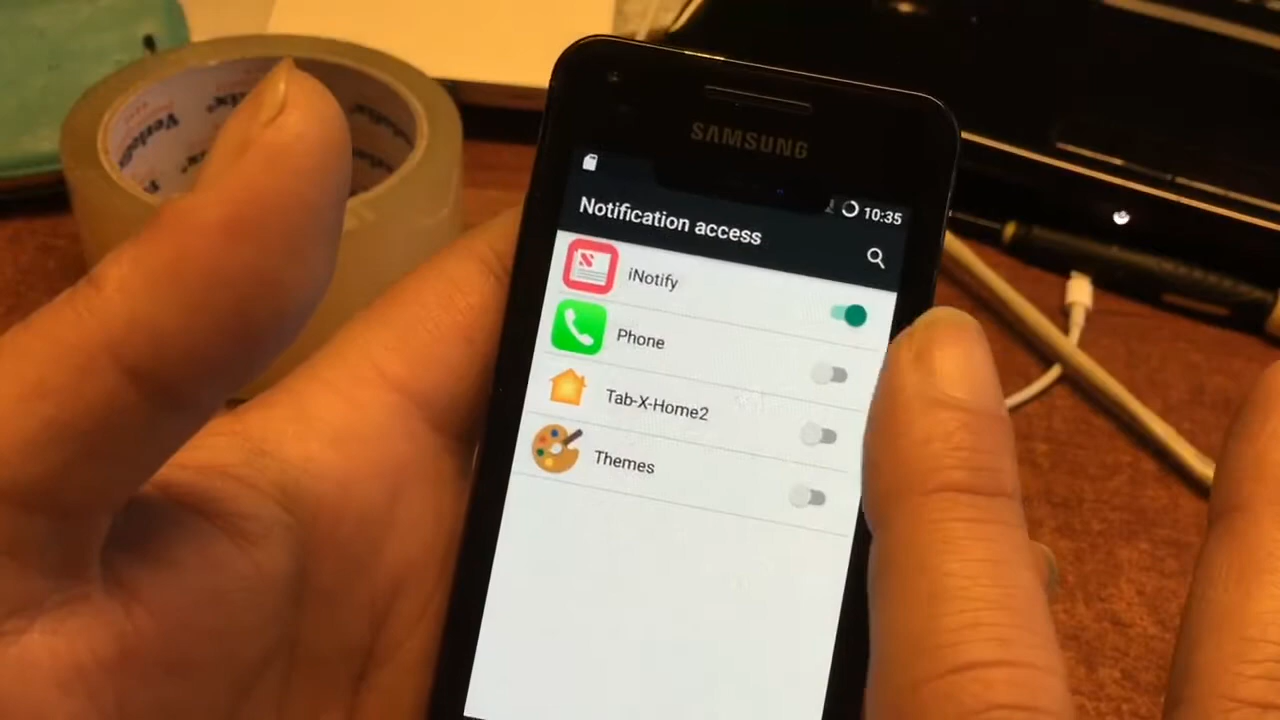 SAMSUNG
10:35
Notification access
iNotify
Phone
Tab-X-Home2
Themes